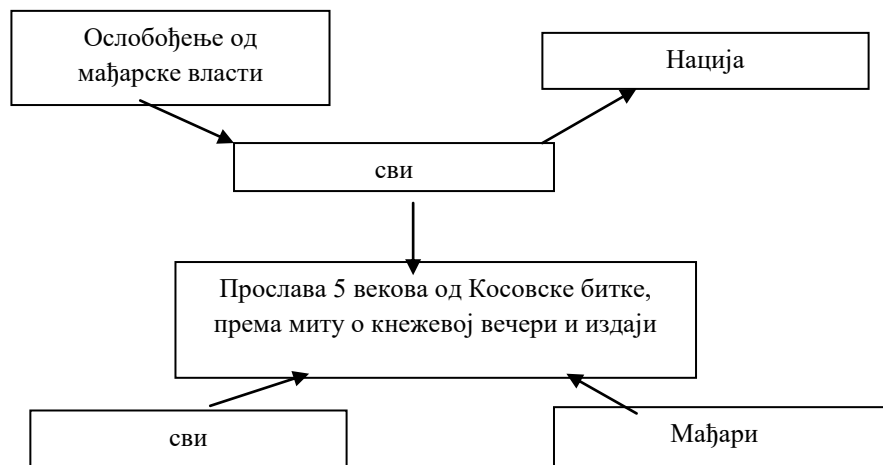 Ослобођење од
мађарске власти
Нација
сви
Прослава 5 векова од Косовске битке,
према миту о кнежевој вечери и издаји
сви
Мађари